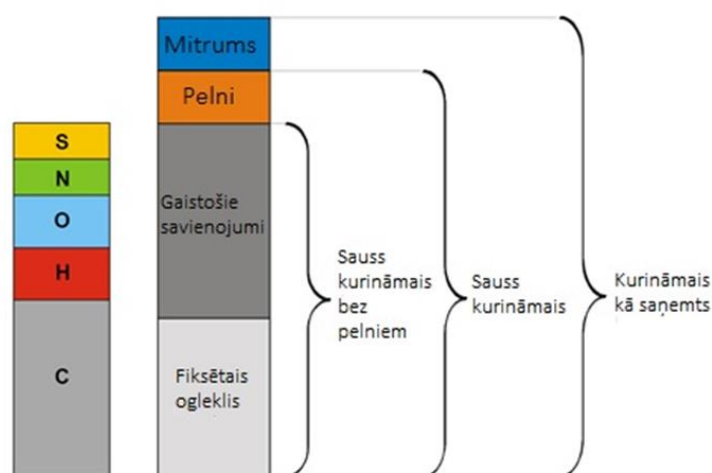 Mitrums
Pelni
S
N
O
H
C
Gaistošie
savienojumi
Fiksētais
ogleklis
Sauss
kurināmais
bez
pelniem
Sauss
kurināmais
Kurināmais
kā saņemts